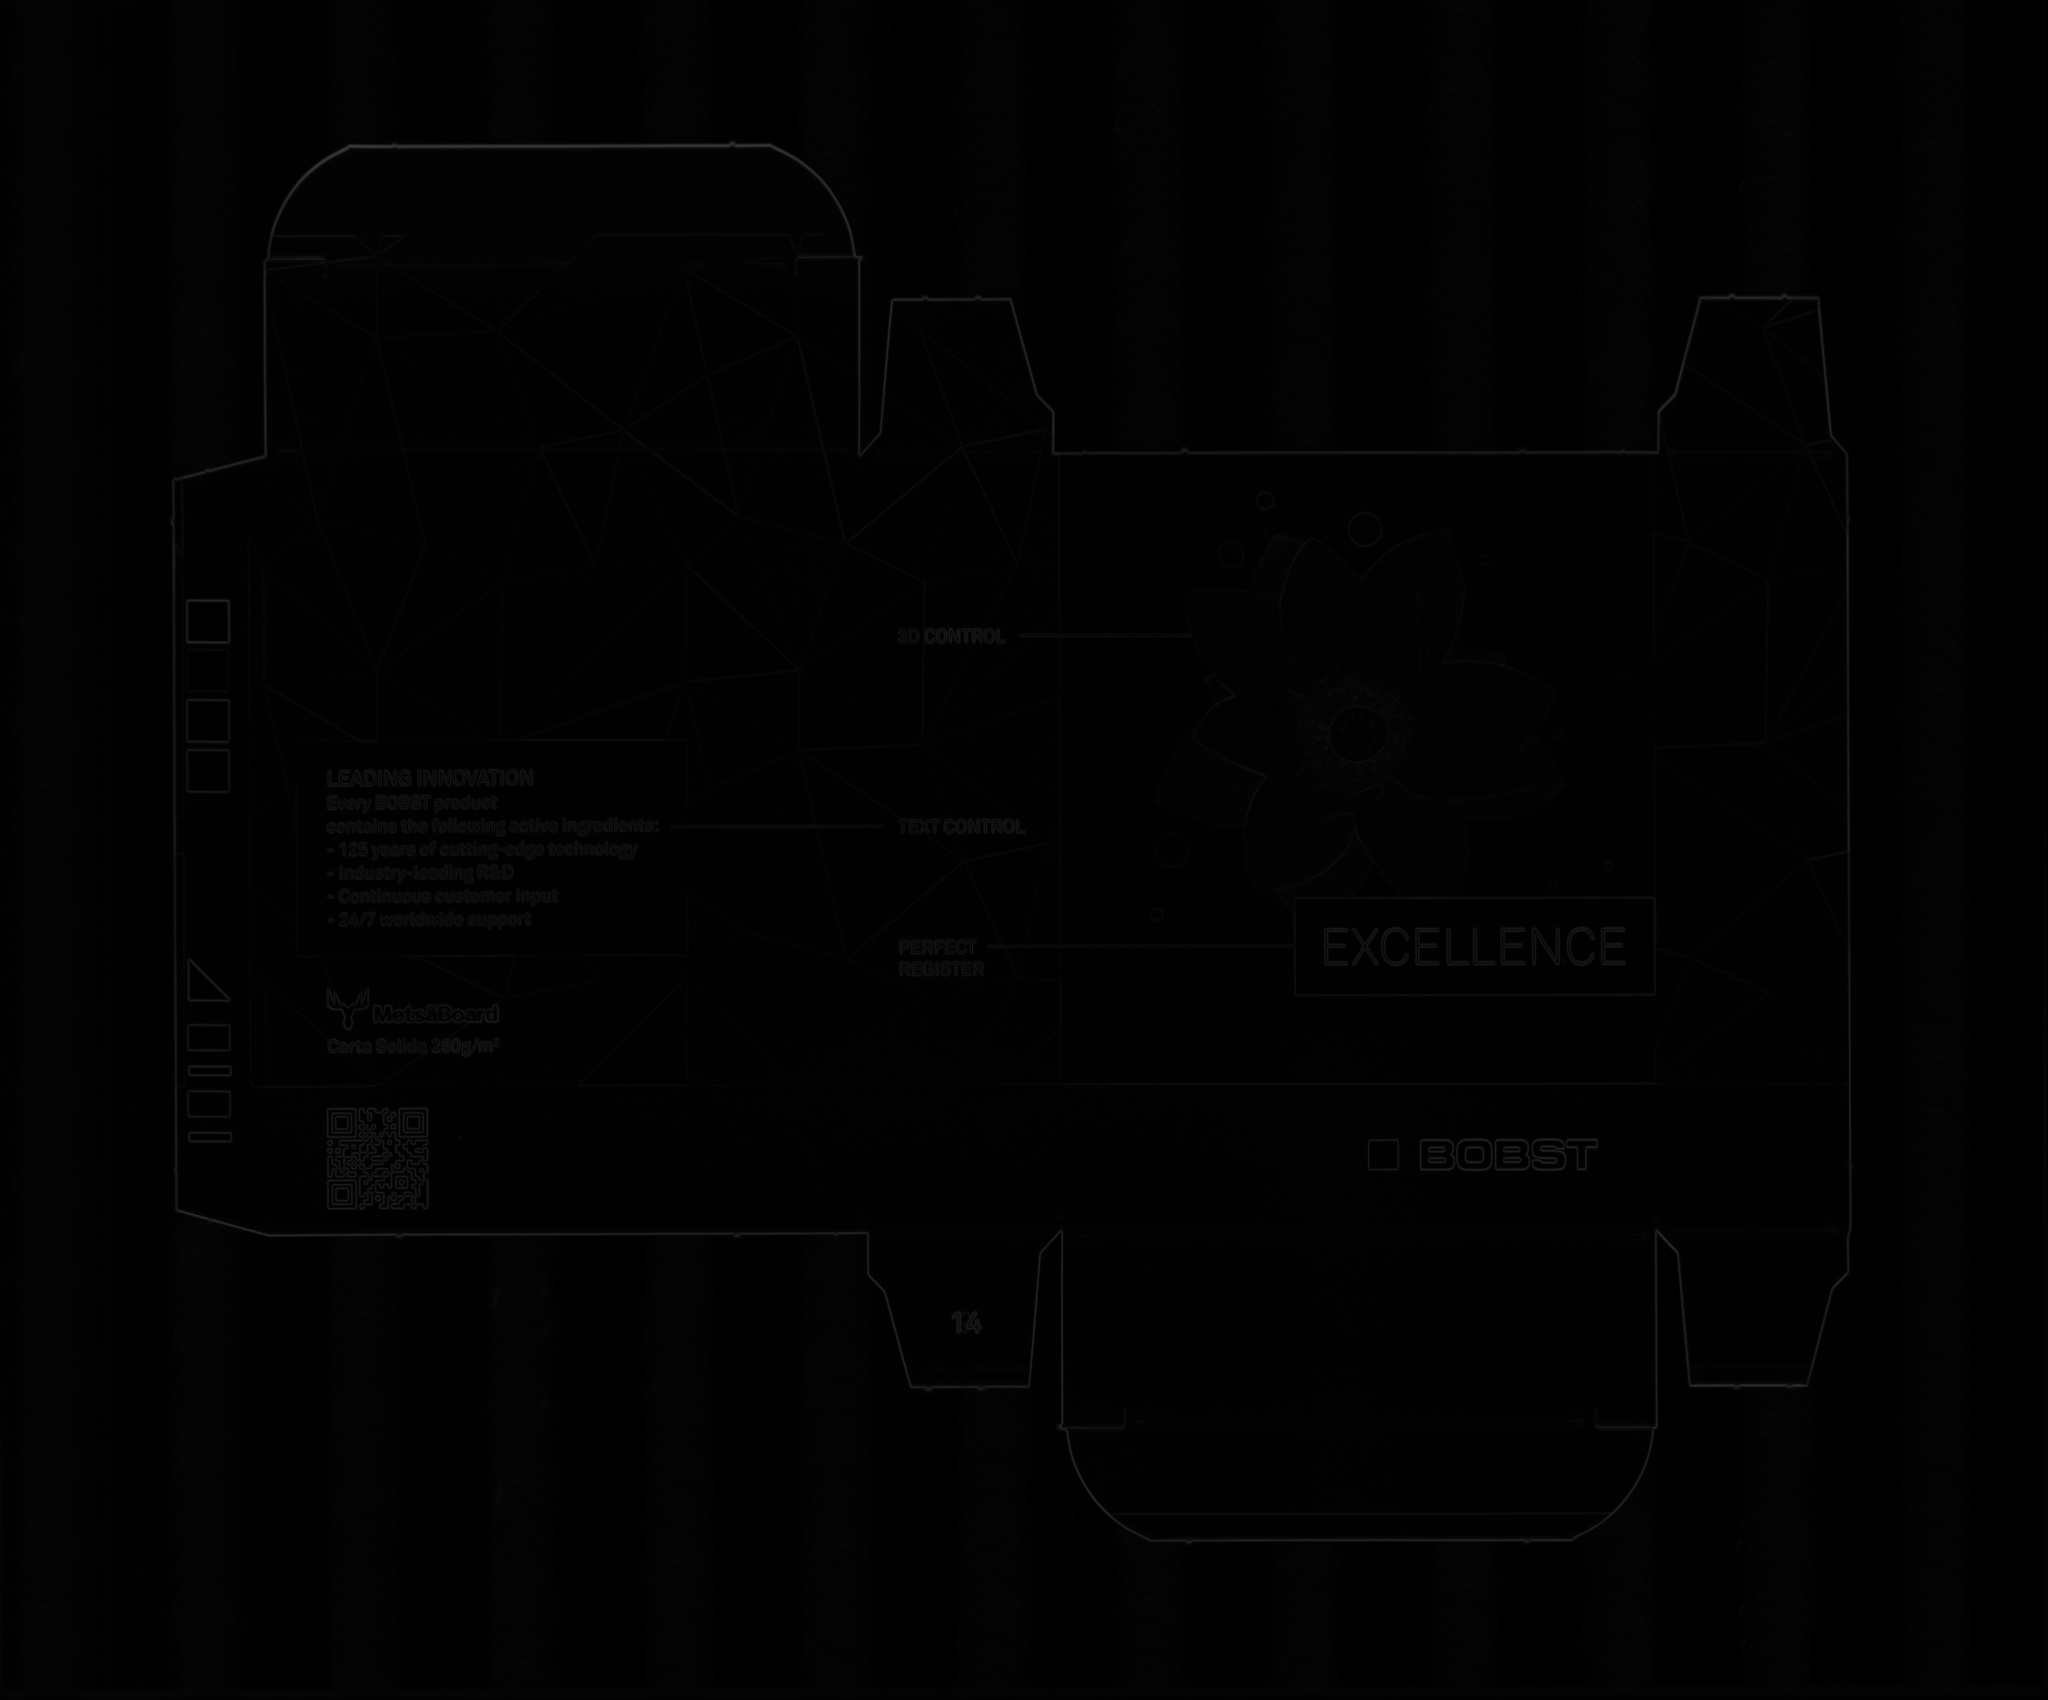 3D CONTROL
LEADING INNOVATION
Every BOBST product
contains the following active ingredients:
- 125 years of cutting-edge technology
- Industry-leading R&D
- Continuous customer input
- 24/7 worldwide support
TEXT CONTROL
PERFECT
REGISTER
EXCELLENCE
MetsäBoard
Carta Solida 250g/m²
BOBST
14